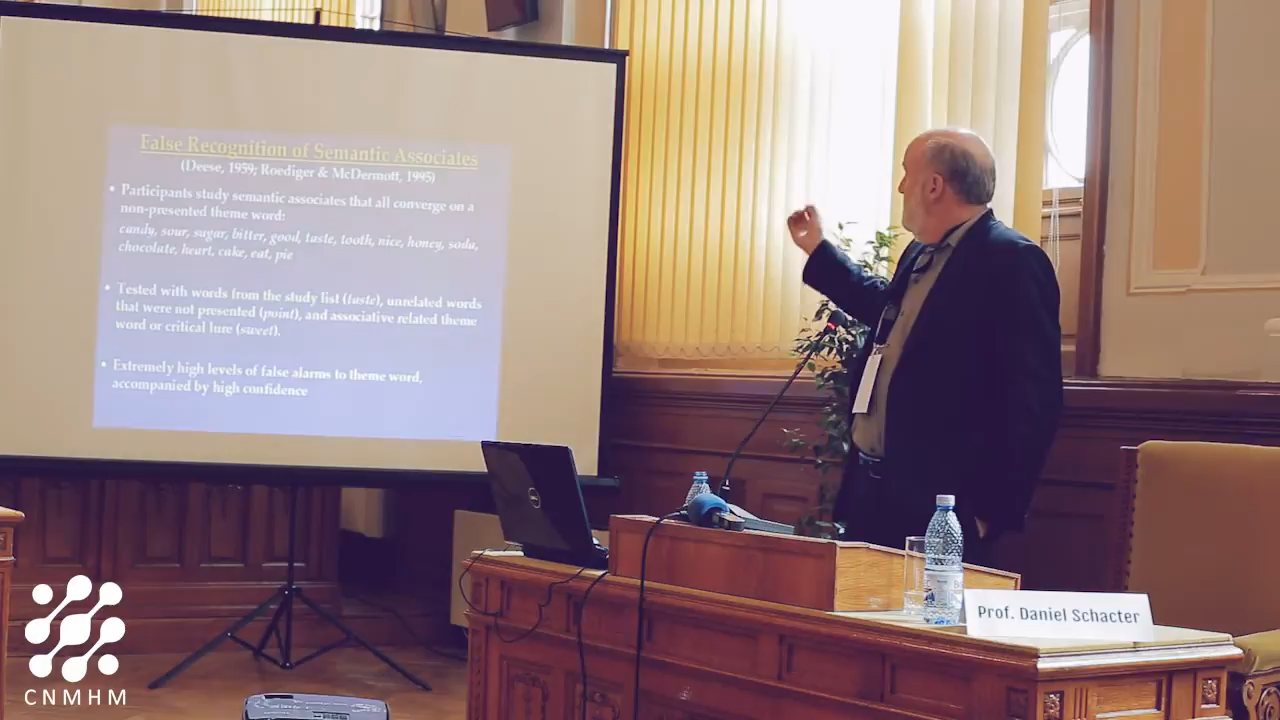 False Recognition of Semantic Associates
(Deese, 1959; Roediger & McDermott, 1995)
• Participants study semantic associates that all converge on a
non-presented theme word:
candy, sour, sugar, bitter, good, taste, tooth, nice, honey, soda,
chocolate, heart, cake, eat, pie
• Tested with words from the study list (taste), unrelated words
that were not presented (point), and associative related theme
word or critical lure (sweet).
• Extremely high levels of false alarms to theme word,
accompanied by high confidence
DELL
Prof. Daniel Schacter
CNMHM